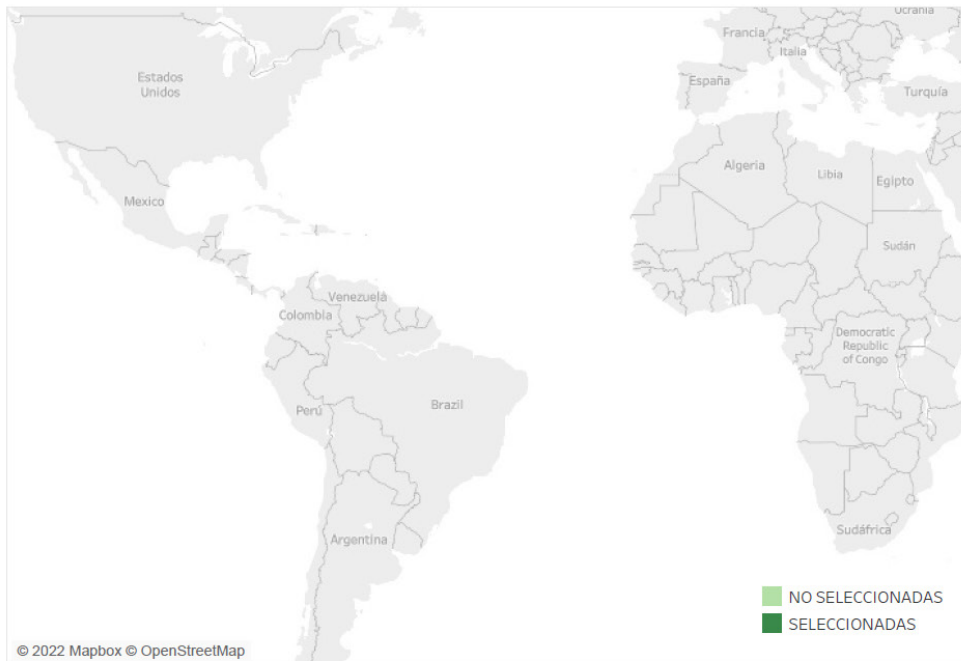 Ucrania
Francia
Italia
Estados
Unidos
España
Turquía
Algeria
Libia
Egipto
Mexico
Sudán
Venezuela
Colombia
Democratic
Republic
of Congo
Perú
Brazil
Sudáfrica
Argentina
NO SELECCIONADAS
SELECCIONADAS
© 2022 Mapbox © OpenStreetMap